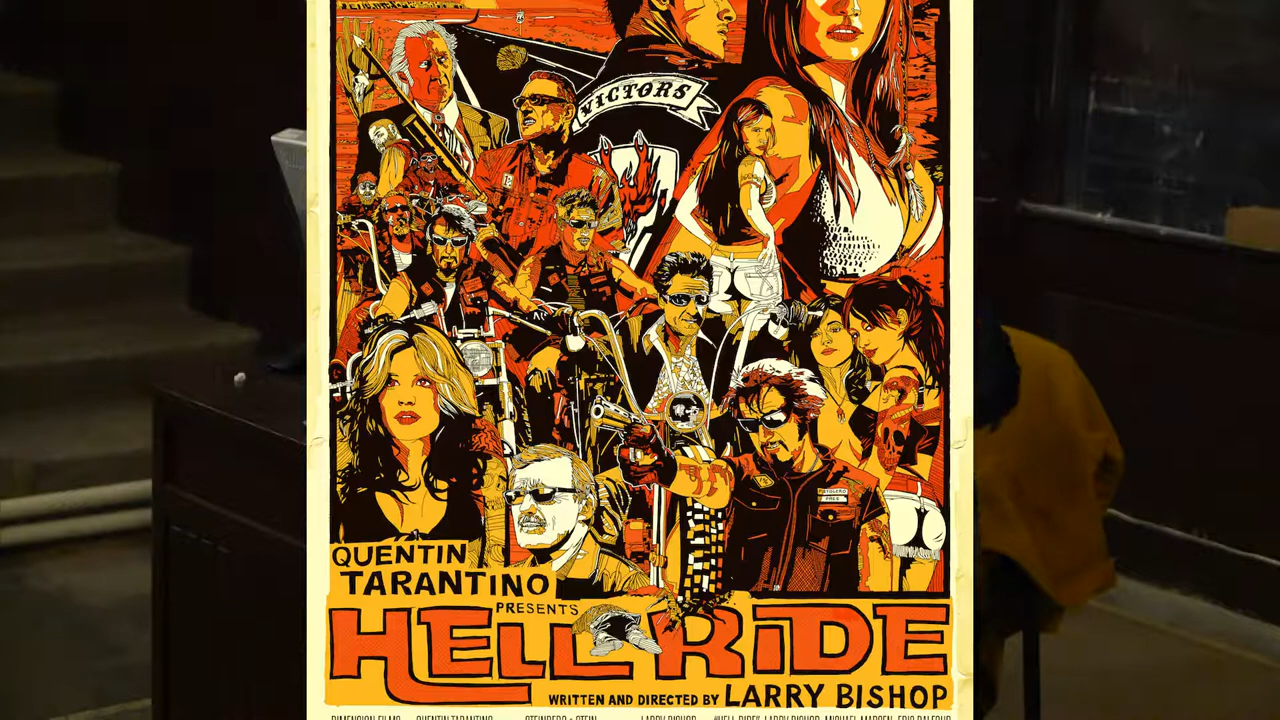 VICTORS
QUENTIN
TARANTINO
PRESENTS
HELL RIDE
WRITTEN AND DIRECTED BY LARRY BISHOP